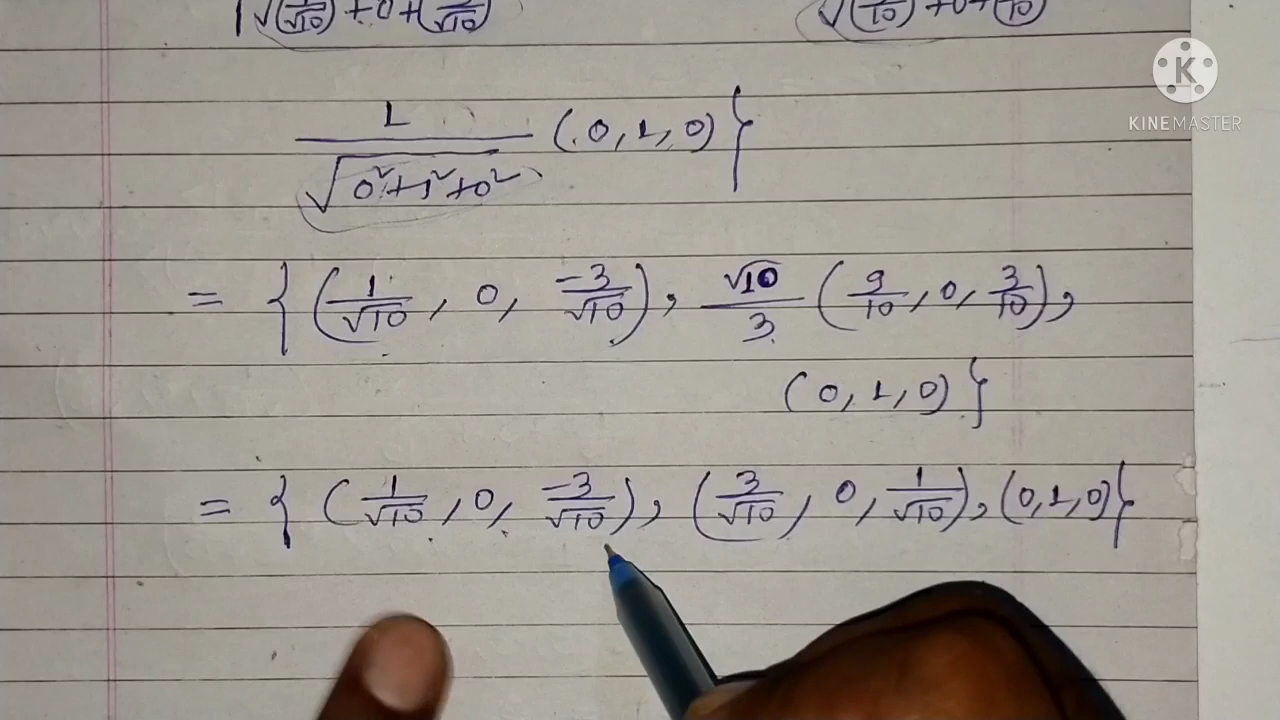 KINEMASTER
1/√(0²+1²+0²) (0, 1, 0)}
= {(1/√10, 0, -3/√10), √10/3 (9/10, 0, 3/10),
(0, 1, 0)}
= {(1/√10, 0, -3/√10), (3/√10, 0, 1/√10), (0, 1, 0)}